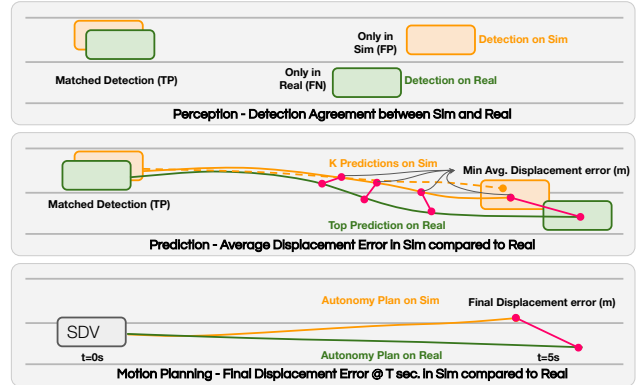 Only in
Sim (FP)
Detection on Sim
Matched Detection (TP)
Only in
Real (FN)
Detection on Real
Perception - Detection Agreement between Sim and Real
K Predictions on Sim
Min Avg. Displacement error (m)
Matched Detection (TP)
Top Prediction on Real
Prediction - Average Displacement Error in Sim compared to Real
Autonomy Plan on Sim
Final Displacement error (m)
SDV
t=0s
Autonomy Plan on Real
t=5s
Motion Planning - Final Displacement Error @ T sec. in Sim compared to Real